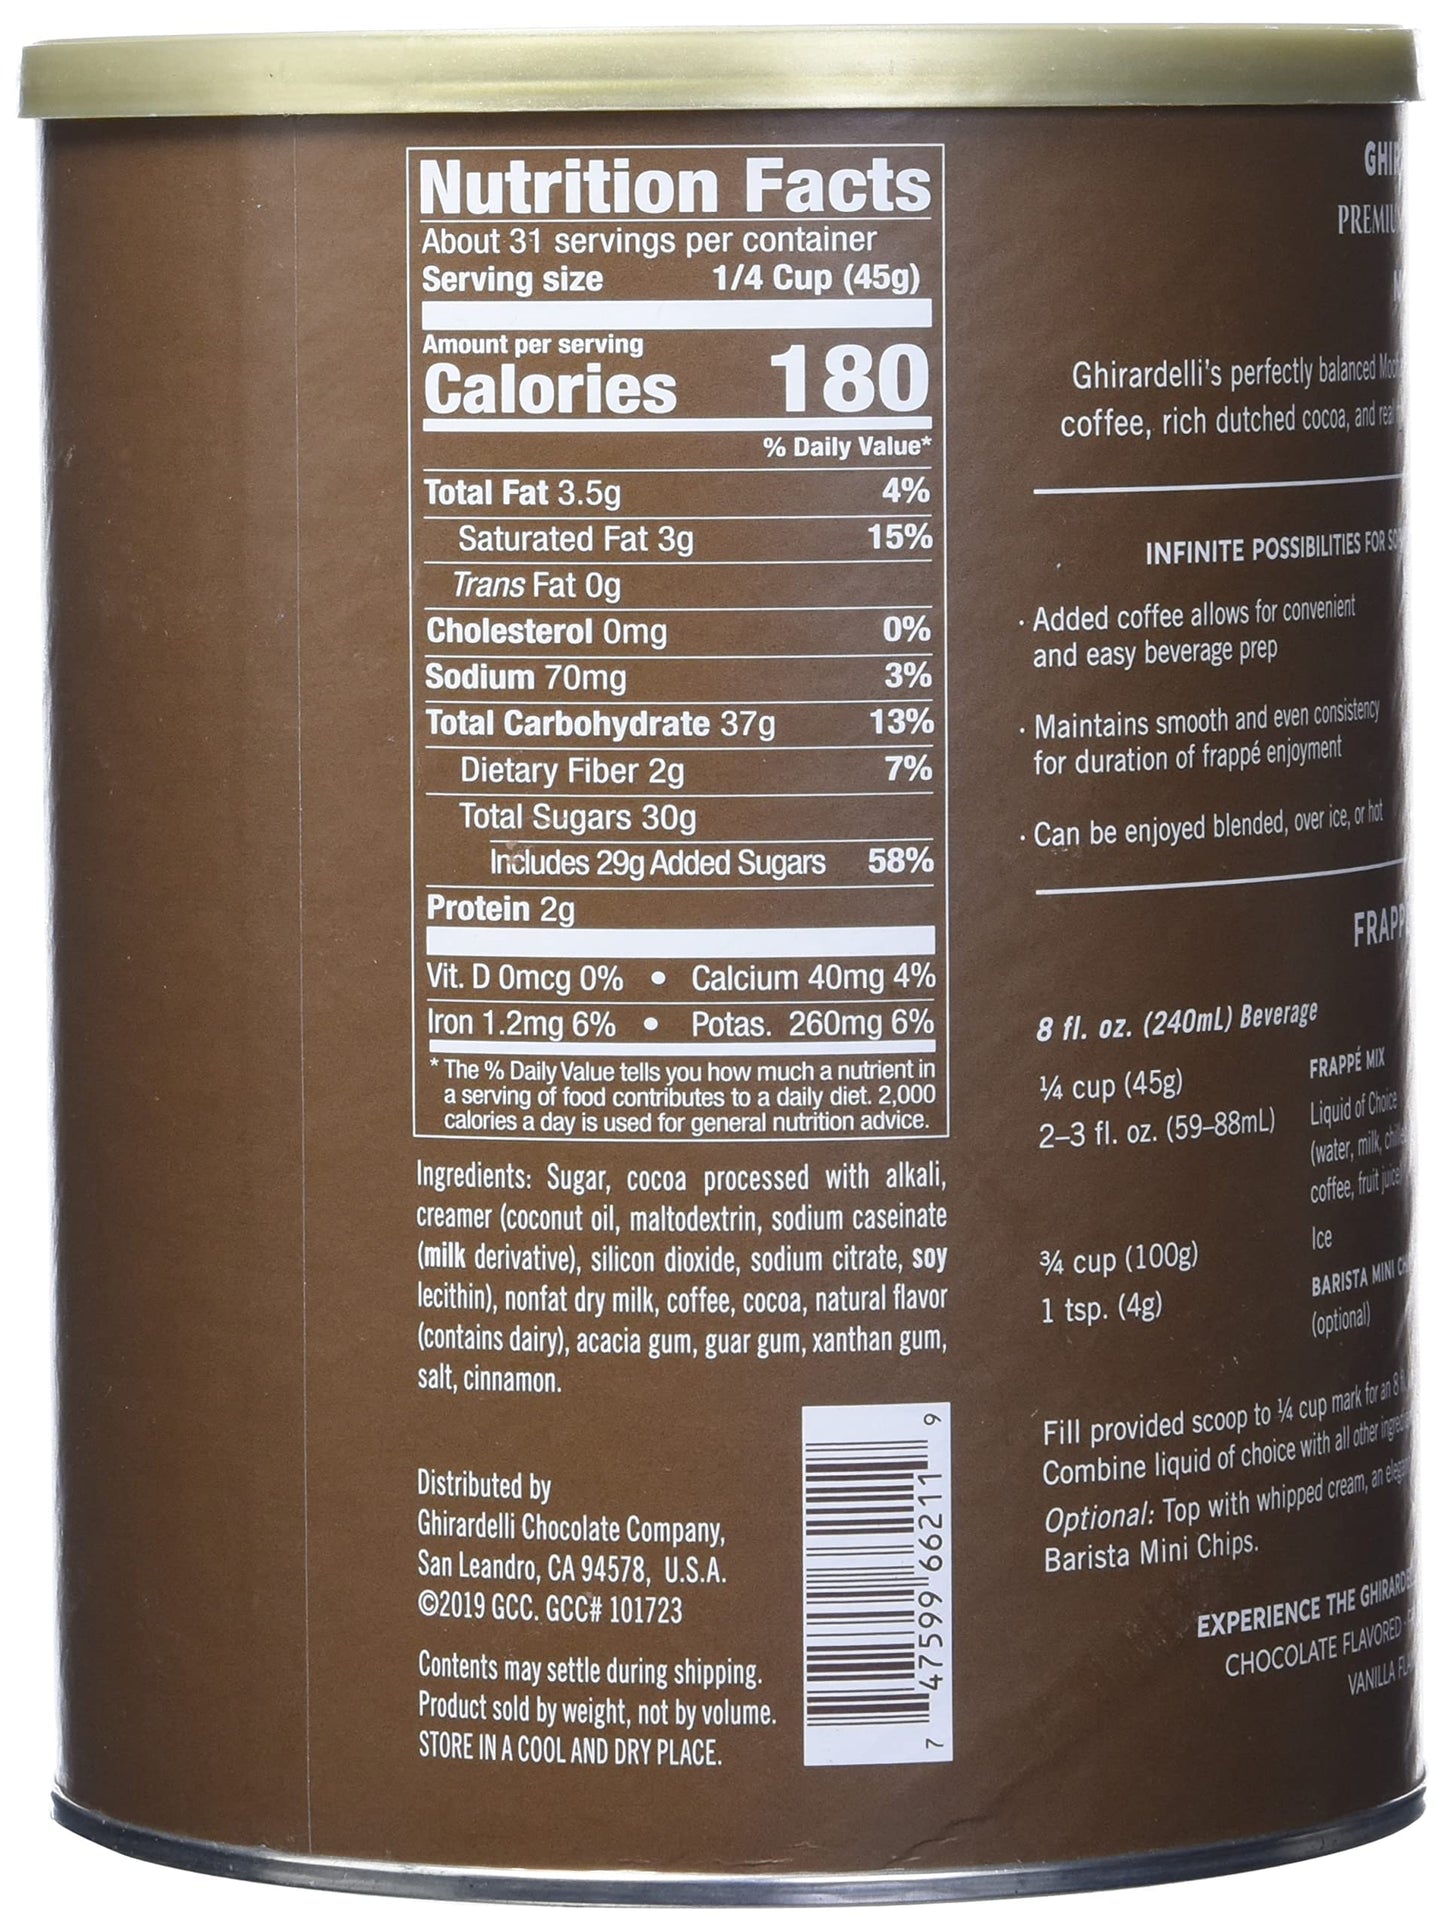 Nutrition Facts
About 31 servings per container
Serving size 1/4 Cup (45g)
Amount per serving
Calories 180
% Daily Value*
Total Fat 3.5g 4%
Saturated Fat 3g 15%
Trans Fat 0g
Cholesterol 0mg 0%
Sodium 70mg 3%
Total Carbohydrate 37g 13%
Dietary Fiber 2g 7%
Total Sugars 30g
Includes 29g Added Sugars 58%
Protein 2g
Vit. D 0mcg 0% • Calcium 40mg 4%
Iron 1.2mg 6% • Potas. 260mg 6%
* The % Daily Value tells you how much a nutrient in
a serving of food contributes to a daily diet. 2,000
calories a day is used for general nutrition advice.
Ingredients: Sugar, cocoa processed with alkali,
creamer (coconut oil, maltodextrin, sodium caseinate
(milk derivative), silicon dioxide, sodium citrate, soy
lecithin), nonfat dry milk, coffee, cocoa, natural flavor
(contains dairy), acacia gum, guar gum, xanthan gum,
salt, cinnamon.
Distributed by
Ghirardelli Chocolate Company,
San Leandro, CA 94578, U.S.A.
©2019 GCC. GCC# 101723
Contents may settle during shipping.
Product sold by weight, not by volume.
STORE IN A COOL AND DRY PLACE.
7 47599 66211 9
Ghirardelli's perfectly balanced
coffee, rich dutched cocoa, and real
INFINITE POSSIBILITIES FOR
· Added coffee allows for convenient
and easy beverage prep
· Maintains smooth and even consistency
for duration of frappé enjoyment
· Can be enjoyed blended, over ice, or hot
8 fl. oz. (240mL) Beverage
¼ cup (45g) FRAPPÉ MIX
2–3 fl. oz. (59–88mL) Liquid of Choice
(water, milk,
coffee, fruit juice)
¾ cup (100g) Ice
1 tsp. (4g) BARISTA MINI
(optional)
Fill provided scoop to ¼ cup mark for an 8
Combine liquid of choice with all other
Optional: Top with whipped cream, an
Barista Mini Chips.
EXPERIENCE THE
CHOCOLATE FLAVORED
VANILLA